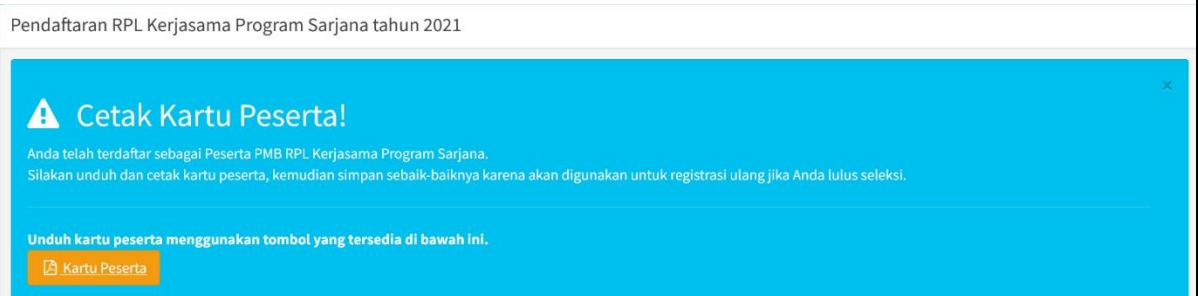 Pendaftaran RPL Kerjasama Program Sarjana tahun 2021
Cetak Kartu Peserta!
Anda telah terdaftar sebagai Peserta PMB RPL Kerjasama Program Sarjana.
Silakan unduh dan cetak kartu peserta, kemudian simpan sebaik-baiknya karena akan digunakan untuk registrasi ulang jika Anda lulus seleksi.
Unduh kartu peserta menggunakan tombol yang tersedia di bawah ini.
Kartu Peserta